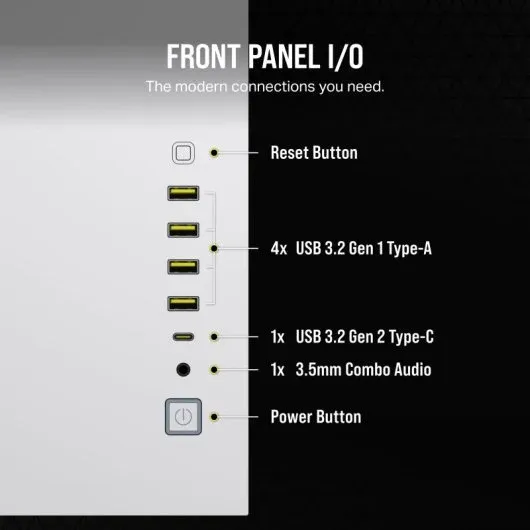 FRONT PANEL I/O
The modern connections you need.
Reset Button
4x USB 3.2 Gen 1 Type-A
1x USB 3.2 Gen 2 Type-C
1x 3.5mm Combo Audio
Power Button